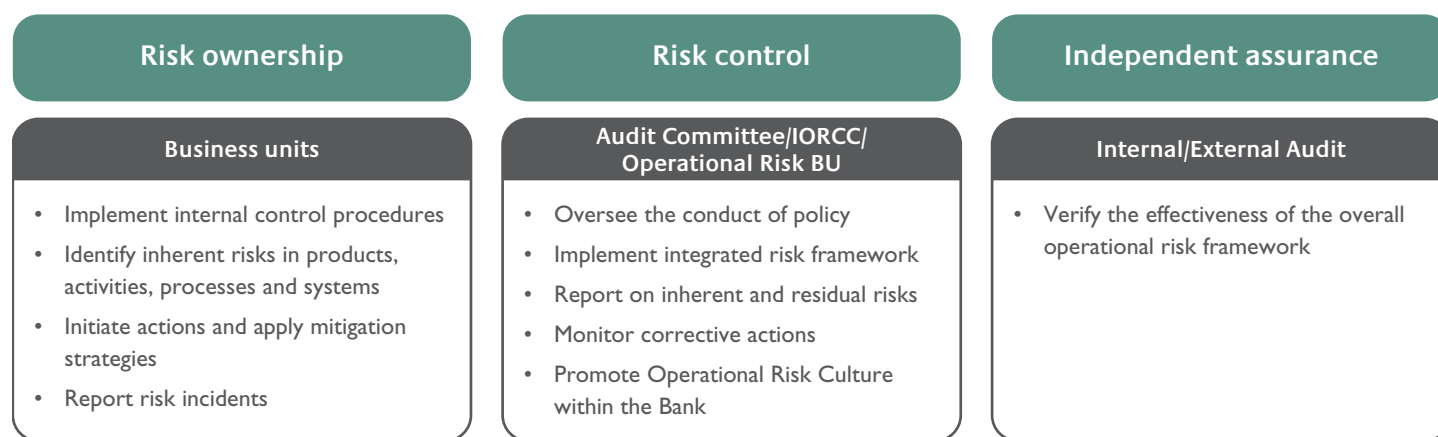 Risk ownership
Business units
• Implement internal control procedures
• Identify inherent risks in products,
activities, processes and systems
• Initiate actions and apply mitigation
strategies
• Report risk incidents
Risk control
Audit Committee/IORCC/
Operational Risk BU
• Oversee the conduct of policy
• Implement integrated risk framework
• Report on inherent and residual risks
• Monitor corrective actions
• Promote Operational Risk Culture
within the Bank
Independent assurance
Internal/External Audit
• Verify the effectiveness of the overall
operational risk framework